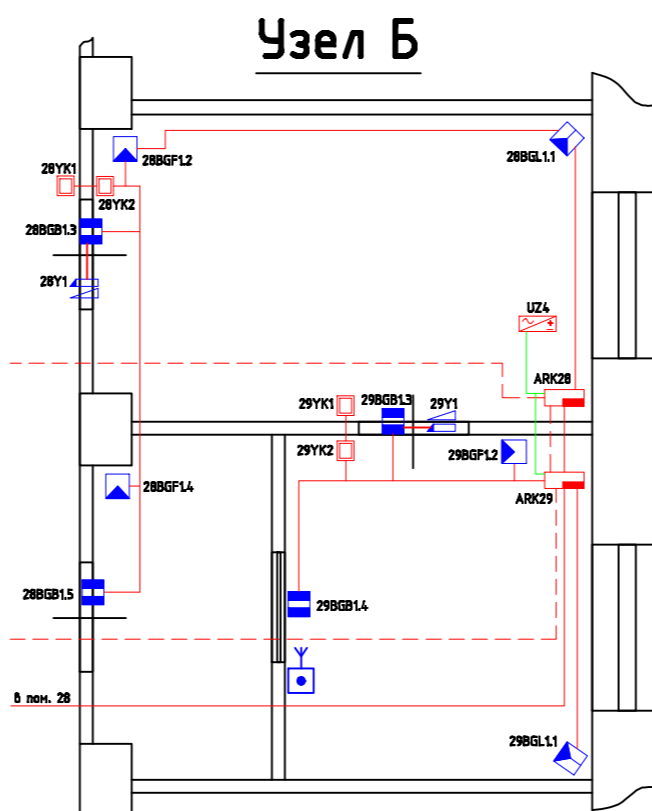 Узел Б
28BGF1.2
28BGL1.1
28YK1
28YK2
28BGB1.3
28Y1
UZ4
ARK28
29YK1
29BGB1.3
29Y1
29YK2
29BGF1.2
28BGF1.4
ARK29
28BGB1.5
29BGB1.4
в пом. 28
29BGL1.1